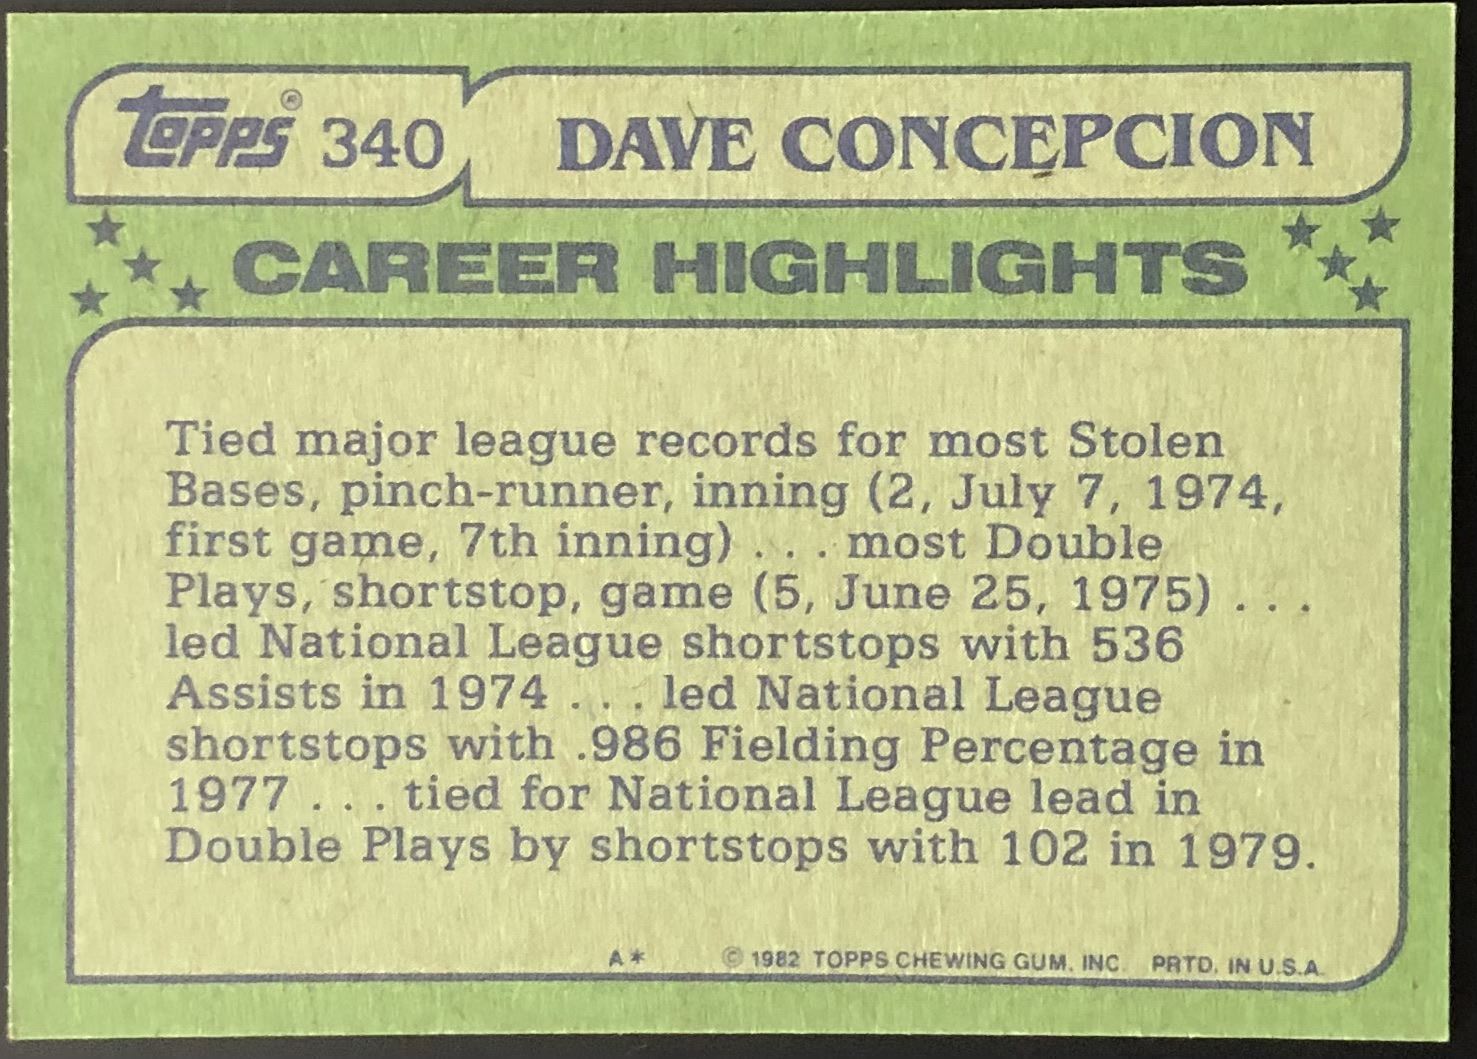 Topps® 340 DAVE CONCEPCION
CAREER HIGHLIGHTS
Tied major league records for most Stolen
Bases, pinch-runner, inning (2, July 7, 1974,
first game, 7th inning) . . . most Double
Plays, shortstop, game (5, June 25, 1975) . . .
led National League shortstops with 536
Assists in 1974 . . . led National League
shortstops with .986 Fielding Percentage in
1977 . . . tied for National League lead in
Double Plays by shortstops with 102 in 1979.
A* © 1982 TOPPS CHEWING GUM, INC. PRTD. IN U.S.A.